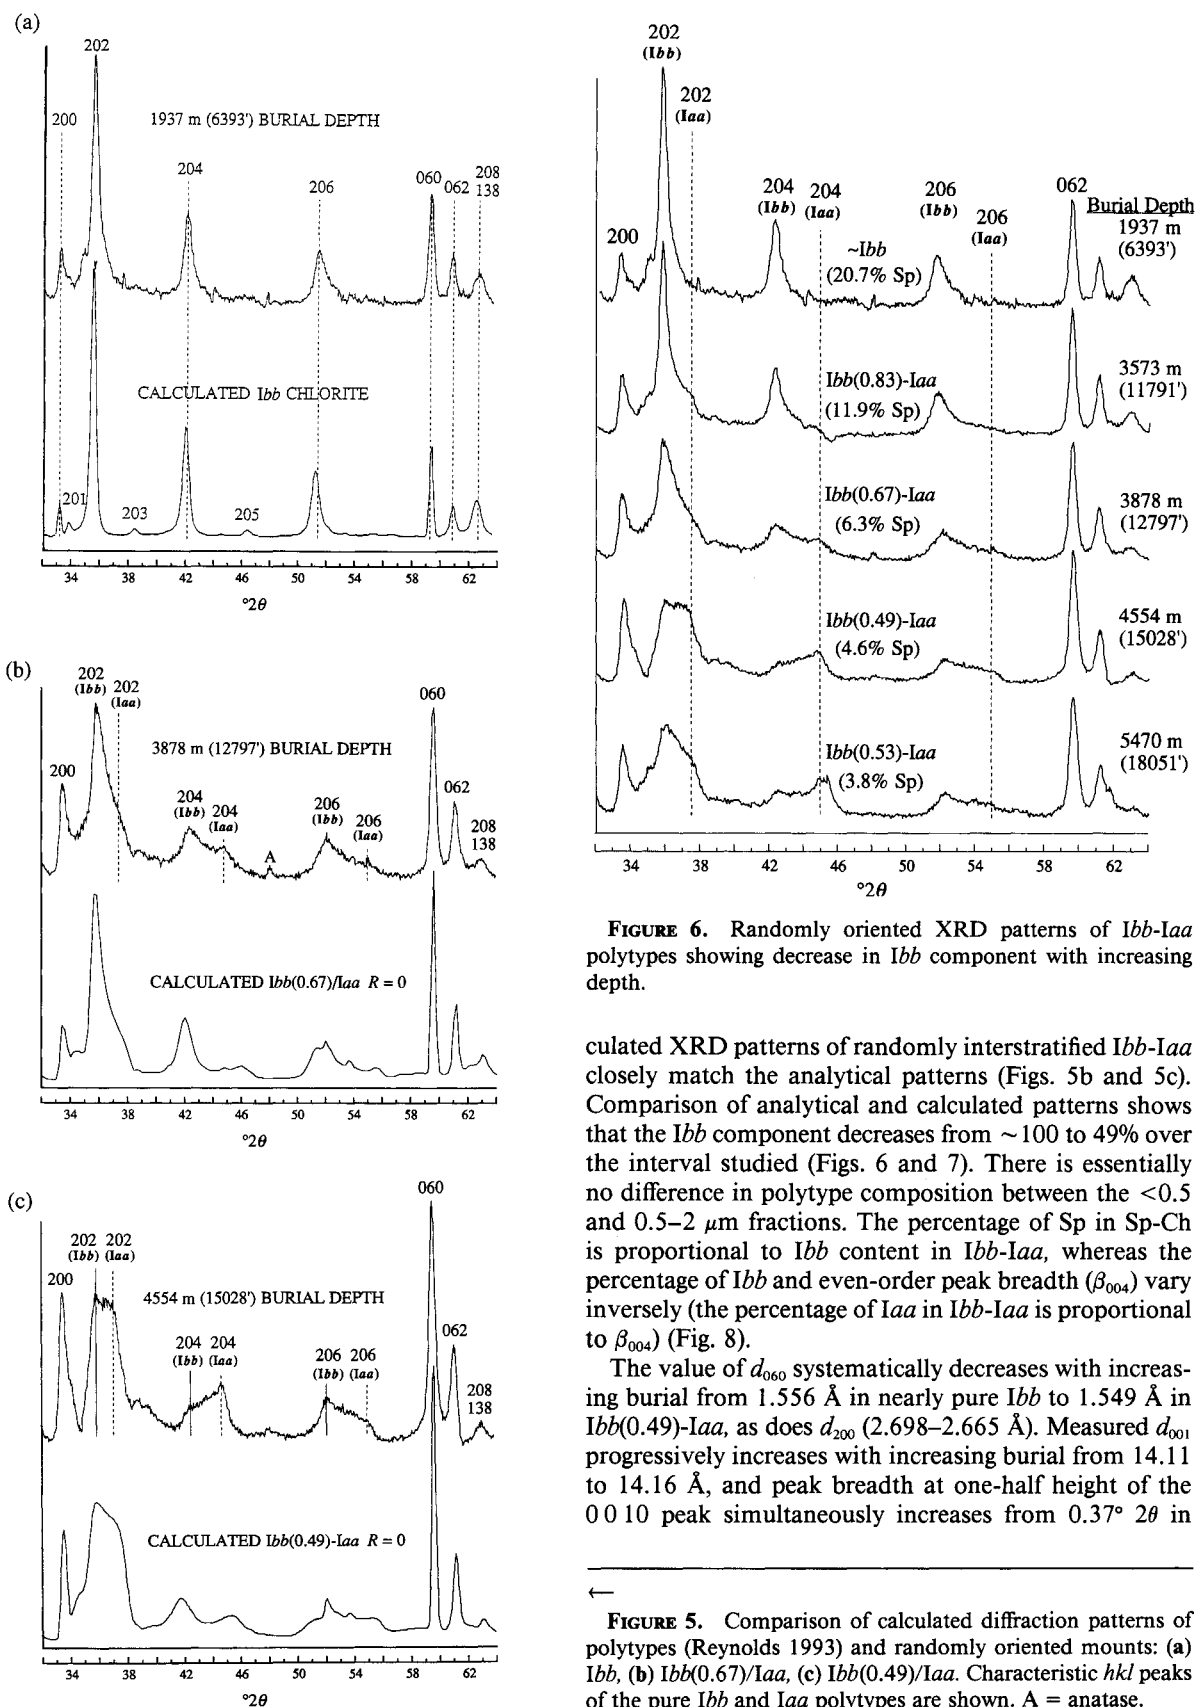 (a)
202
200
1937 m (6393') BURIAL DEPTH
204
206
060
062
208
138
CALCULATED Ibb CHLORITE
201
203
205
34 38 42 46 50 54 58 62
°2θ
(b)
202
(Ibb)
202
(Iaa)
060
3878 m (12797') BURIAL DEPTH
200
204
(Ibb)
204
(Iaa)
A
206
(Ibb)
206
(Iaa)
062
208
138
CALCULATED Ibb(0.67)/Iaa R = 0
34 38 42 46 50 54 58 62
°2θ
(c)
060
202
(Ibb)
202
(Iaa)
200
4554 m (15028') BURIAL DEPTH
204
(Ibb)
204
(Iaa)
206
(Ibb)
206
(Iaa)
062
208
138
CALCULATED Ibb(0.49)-Iaa R = 0
34 38 42 46 50 54 58 62
°2θ
202
(Ibb)
202
(Iaa)
200
204
(Ibb)
204
(Iaa)
206
(Ibb)
206
(Iaa)
062
Burial Depth
1937 m
(6393')
~Ibb
(20.7% Sp)
Ibb(0.83)-Iaa
(11.9% Sp)
3573 m
(11791')
Ibb(0.67)-Iaa
(6.3% Sp)
3878 m
(12797')
Ibb(0.49)-Iaa
(4.6% Sp)
4554 m
(15028')
Ibb(0.53)-Iaa
(3.8% Sp)
5470 m
(18051')
34 38 42 46 50 54 58 62
°2θ
FIGURE 6. Randomly oriented XRD patterns of Ibb-Iaa
polytypes showing decrease in Ibb component with increasing
depth.
culated XRD patterns of randomly interstratified Ibb-Iaa
closely match the analytical patterns (Figs. 5b and 5c).
Comparison of analytical and calculated patterns shows
that the Ibb component decreases from ~100 to 49% over
the interval studied (Figs. 6 and 7). There is essentially
no difference in polytype composition between the <0.5
and 0.5–2 μm fractions. The percentage of Sp in Sp-Ch
is proportional to Ibb content in Ibb-Iaa, whereas the
percentage of Ibb and even-order peak breadth (β004) vary
inversely (the percentage of Iaa in Ibb-Iaa is proportional
to β004) (Fig. 8).
The value of d060 systematically decreases with increas-
ing burial from 1.556 Å in nearly pure Ibb to 1.549 Å in
Ibb(0.49)-Iaa, as does d200 (2.698–2.665 Å). Measured d001
progressively increases with increasing burial from 14.11
to 14.16 Å, and peak breadth at one-half height of the
0 0 10 peak simultaneously increases from 0.37° 2θ in
←
FIGURE 5. Comparison of calculated diffraction patterns of
polytypes (Reynolds 1993) and randomly oriented mounts: (a)
Ibb, (b) Ibb(0.67)/Iaa, (c) Ibb(0.49)/Iaa. Characteristic hkl peaks
of the pure Ibb and Iaa polytypes are shown. A = anatase.